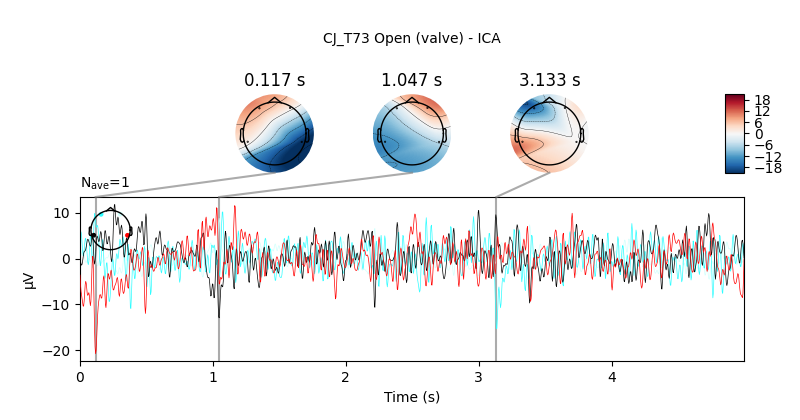 CJ_T73 Open (valve) - ICA
0.117 s
1.047 s
3.133 s
18
12
6
0
−6
−12
−18
Nave=1
10
0
−10
−20
µV
0
1
2
3
4
Time (s)